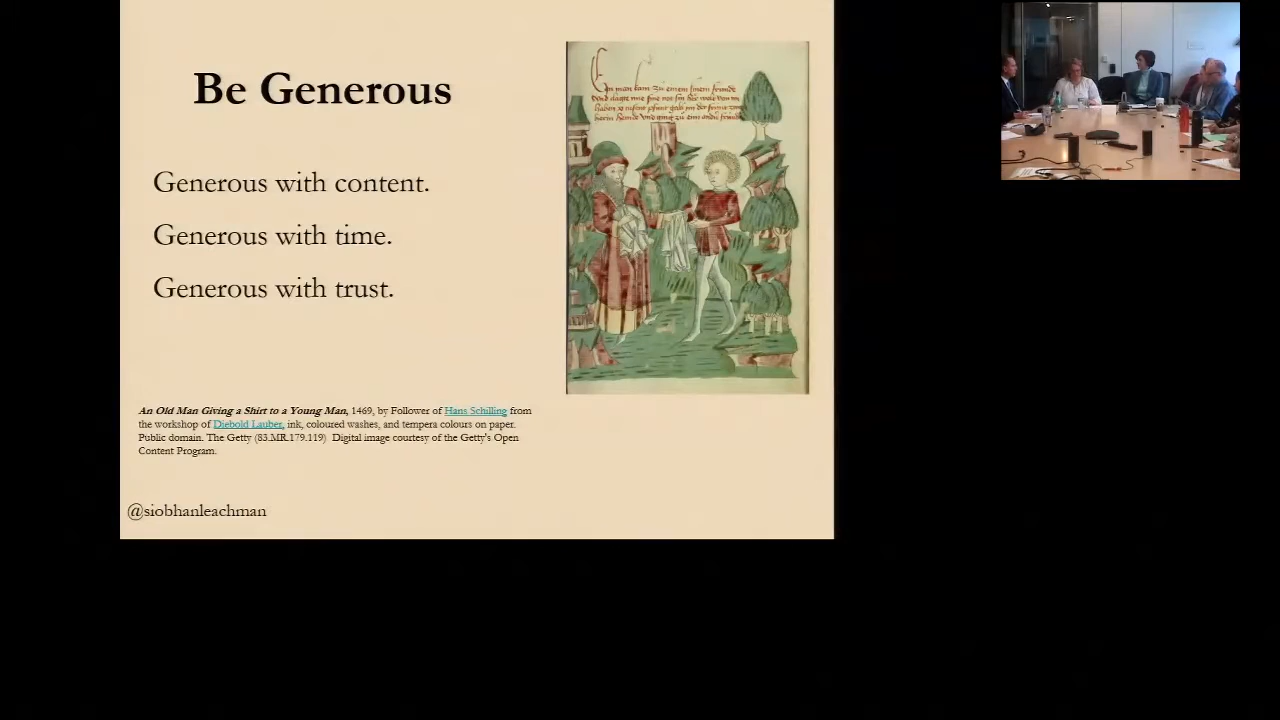 Be Generous
Generous with content.
Generous with time.
Generous with trust.
An Old Man Giving a Shirt to a Young Man, 1469, by Follower of Hans Schilling from
the workshop of Diebold Lauber, ink, coloured washes, and tempera colours on paper.
Public domain. The Getty (83.MR.179.119) Digital image courtesy of the Getty's Open
Content Program.
@siobhanleachman